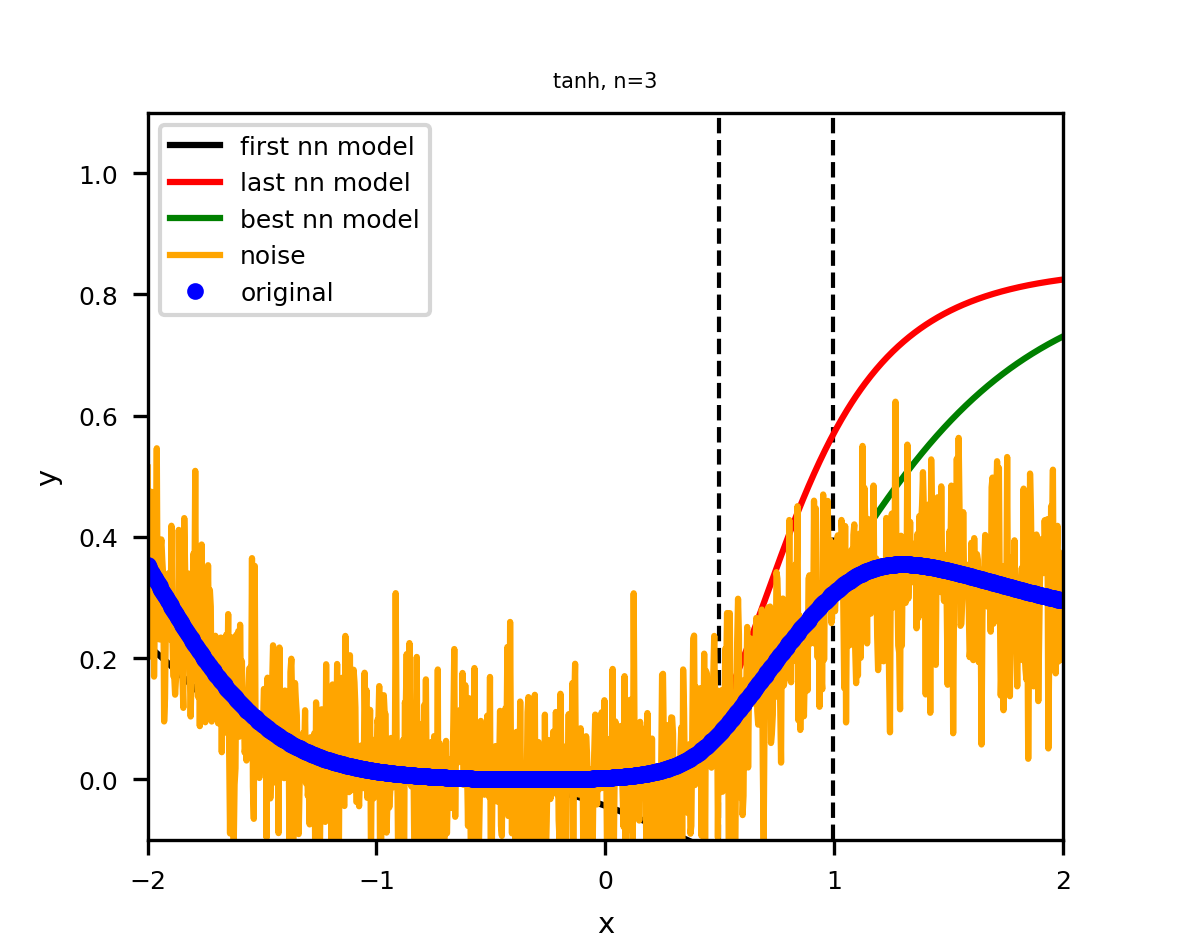 tanh, n=3
first nn model
last nn model
best nn model
noise
original
1.0
0.8
0.6
0.4
0.2
0.0
y
−2
−1
0
1
2
x